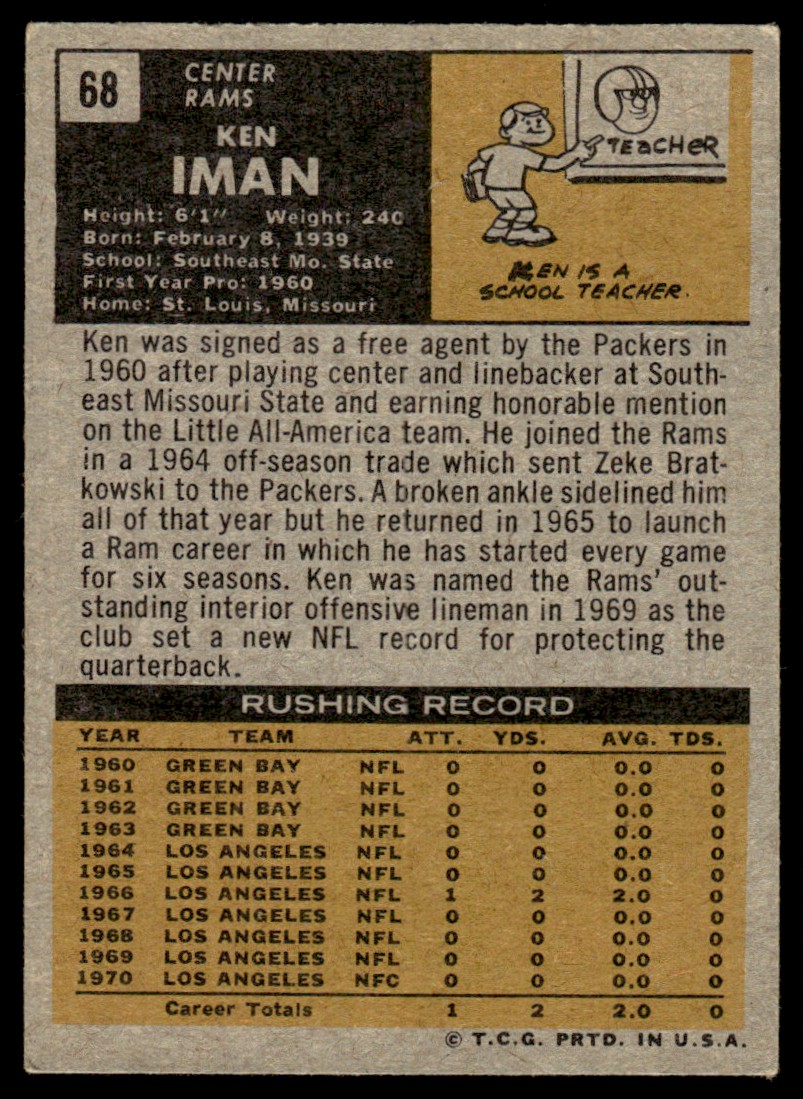 68
CENTER
RAMS
KEN
IMAN
Height: 6'1" Weight: 240
Born: February 8, 1939
School: Southeast Mo. State
First Year Pro: 1960
Home: St. Louis, Missouri
TEaCHeR
KEN IS A
SCHOOL TEACHER.
Ken was signed as a free agent by the Packers in
1960 after playing center and linebacker at South-
east Missouri State and earning honorable mention
on the Little All-America team. He joined the Rams
in a 1964 off-season trade which sent Zeke Brat-
kowski to the Packers. A broken ankle sidelined him
all of that year but he returned in 1965 to launch
a Ram career in which he has started every game
for six seasons. Ken was named the Rams' out-
standing interior offensive lineman in 1969 as the
club set a new NFL record for protecting the
quarterback.
RUSHING RECORD
YEAR TEAM ATT. YDS. AVG. TDS.
1960 GREEN BAY NFL 0 0 0.0 0
1961 GREEN BAY NFL 0 0 0.0 0
1962 GREEN BAY NFL 0 0 0.0 0
1963 GREEN BAY NFL 0 0 0.0 0
1964 LOS ANGELES NFL 0 0 0.0 0
1965 LOS ANGELES NFL 0 0 0.0 0
1966 LOS ANGELES NFL 1 2 2.0 0
1967 LOS ANGELES NFL 0 0 0.0 0
1968 LOS ANGELES NFL 0 0 0.0 0
1969 LOS ANGELES NFL 0 0 0.0 0
1970 LOS ANGELES NFC 0 0 0.0 0
Career Totals 1 2 2.0 0
© T.C.G. PRTD. IN U.S.A.